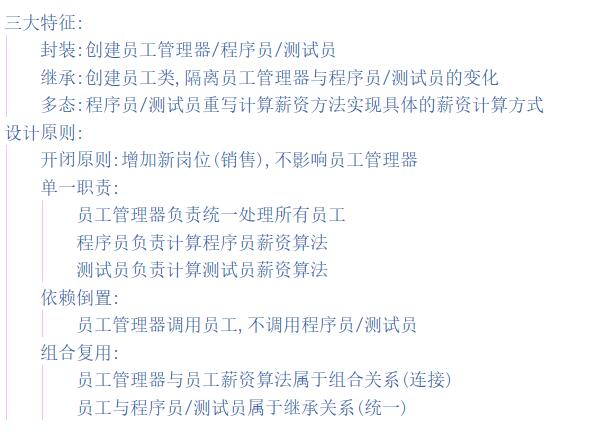 三大特征:
封装:创建员工管理器/程序员/测试员
继承:创建员工类,隔离员工管理器与程序员/测试员的变化
多态:程序员/测试员重写计算薪资方法实现具体的薪资计算方式
设计原则:
开闭原则:增加新岗位(销售),不影响员工管理器
单一职责:
员工管理器负责统一处理所有员工
程序员负责计算程序员薪资算法
测试员负责计算测试员薪资算法
依赖倒置:
员工管理器调用员工,不调用程序员/测试员
组合复用:
员工管理器与员工薪资算法属于组合关系(连接)
员工与程序员/测试员属于继承关系(统一)